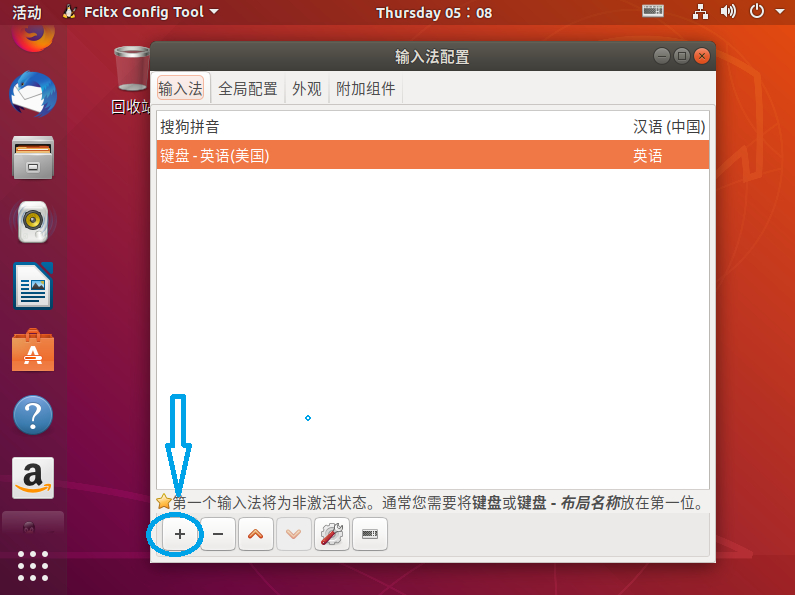 活动 Fcitx Config Tool Thursday 05：08
回收站
输入法配置
输入法 全局配置 外观 附加组件
搜狗拼音 汉语 (中国)
键盘 - 英语(美国) 英语
第一个输入法将为非激活状态。通常您需要将键盘或键盘 - 布局名称放在第一位。